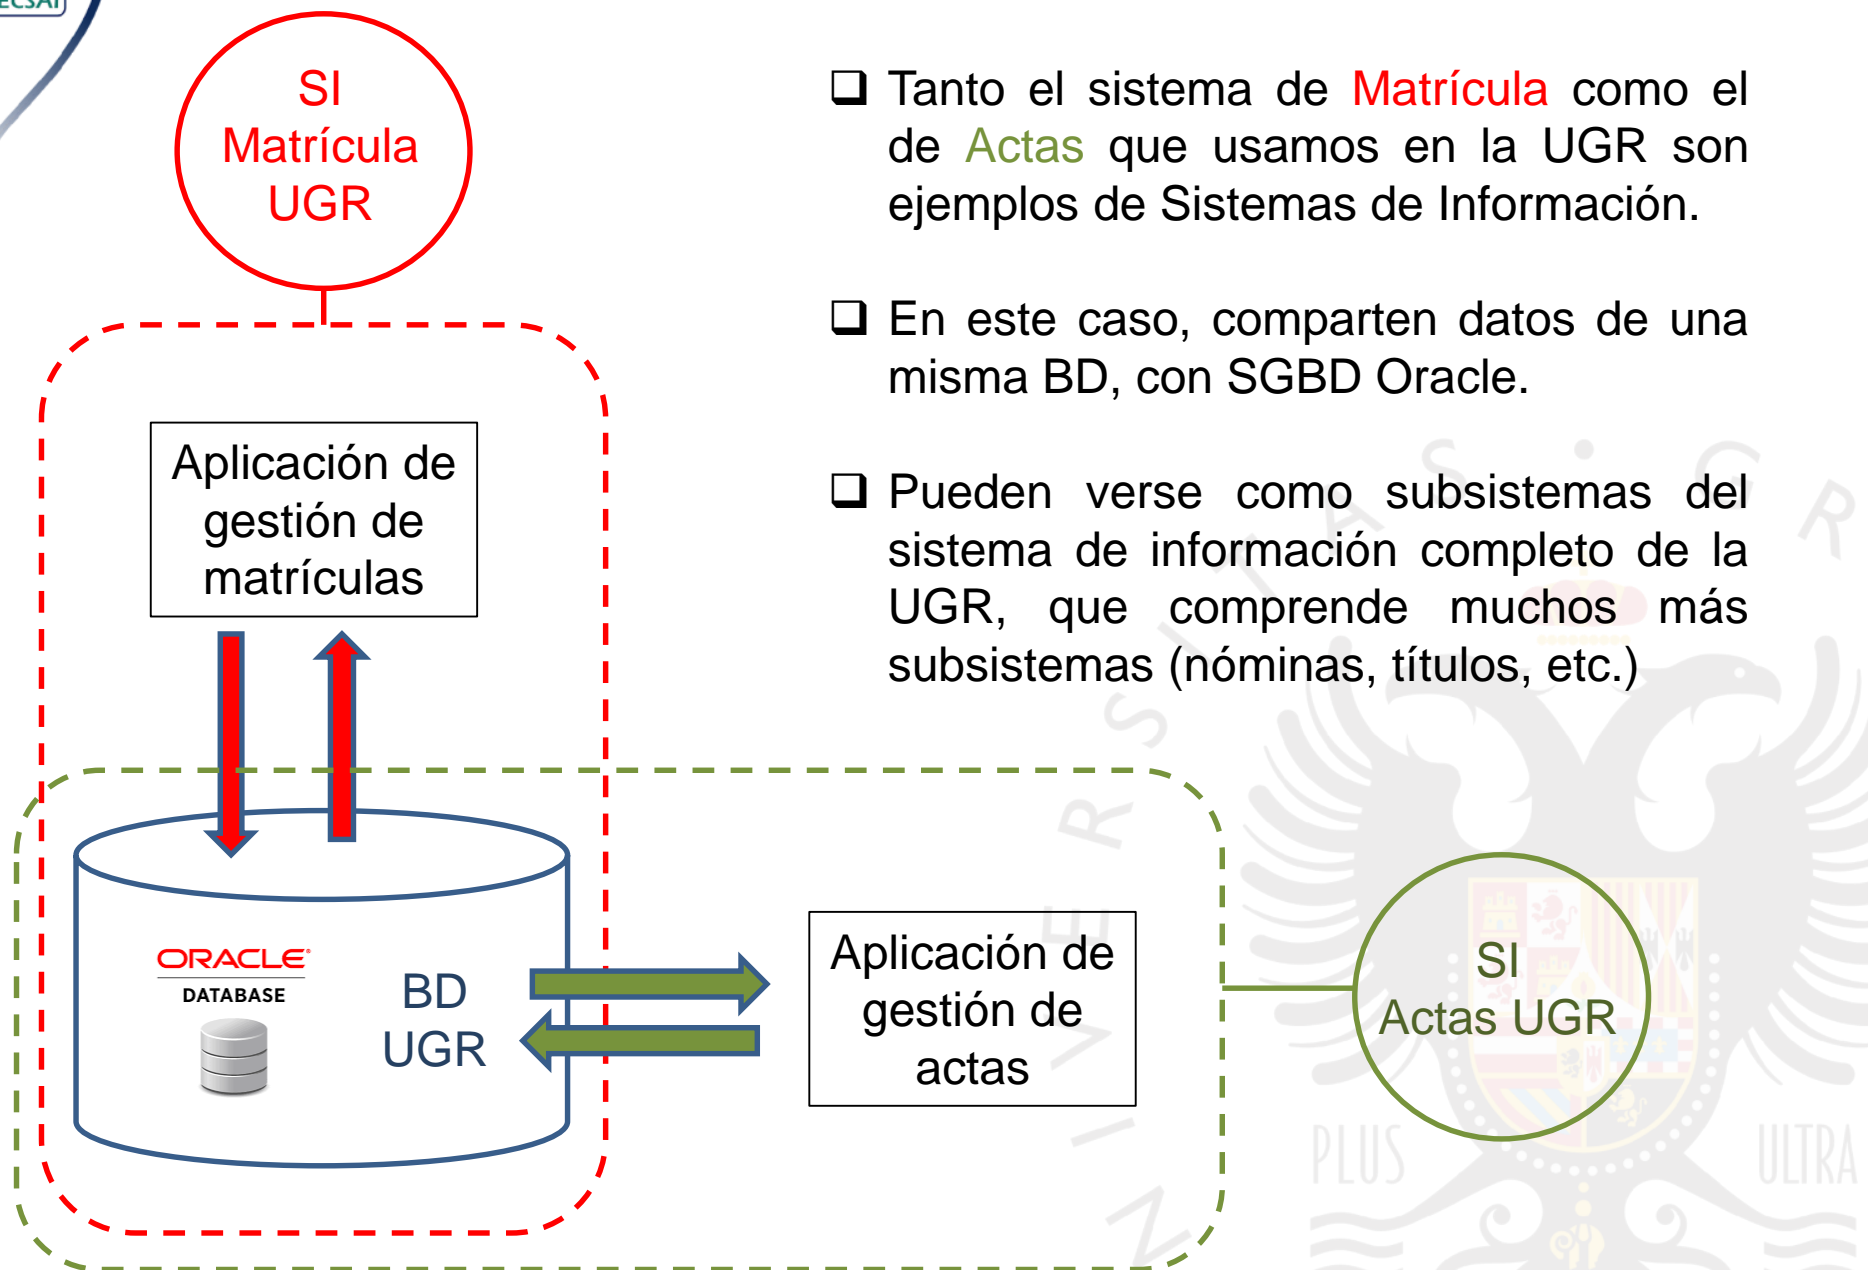 SI
Matrícula
UGR
❑ Tanto el sistema de Matrícula como el
de Actas que usamos en la UGR son
ejemplos de Sistemas de Información.
❑ En este caso, comparten datos de una
misma BD, con SGBD Oracle.
❑ Pueden verse como subsistemas del
sistema de información completo de la
UGR, que comprende muchos más
subsistemas (nóminas, títulos, etc.)
Aplicación de
gestión de
matrículas
ORACLE®
DATABASE
BD
UGR
Aplicación de
gestión de
actas
SI
Actas UGR
PLUS ULTRA